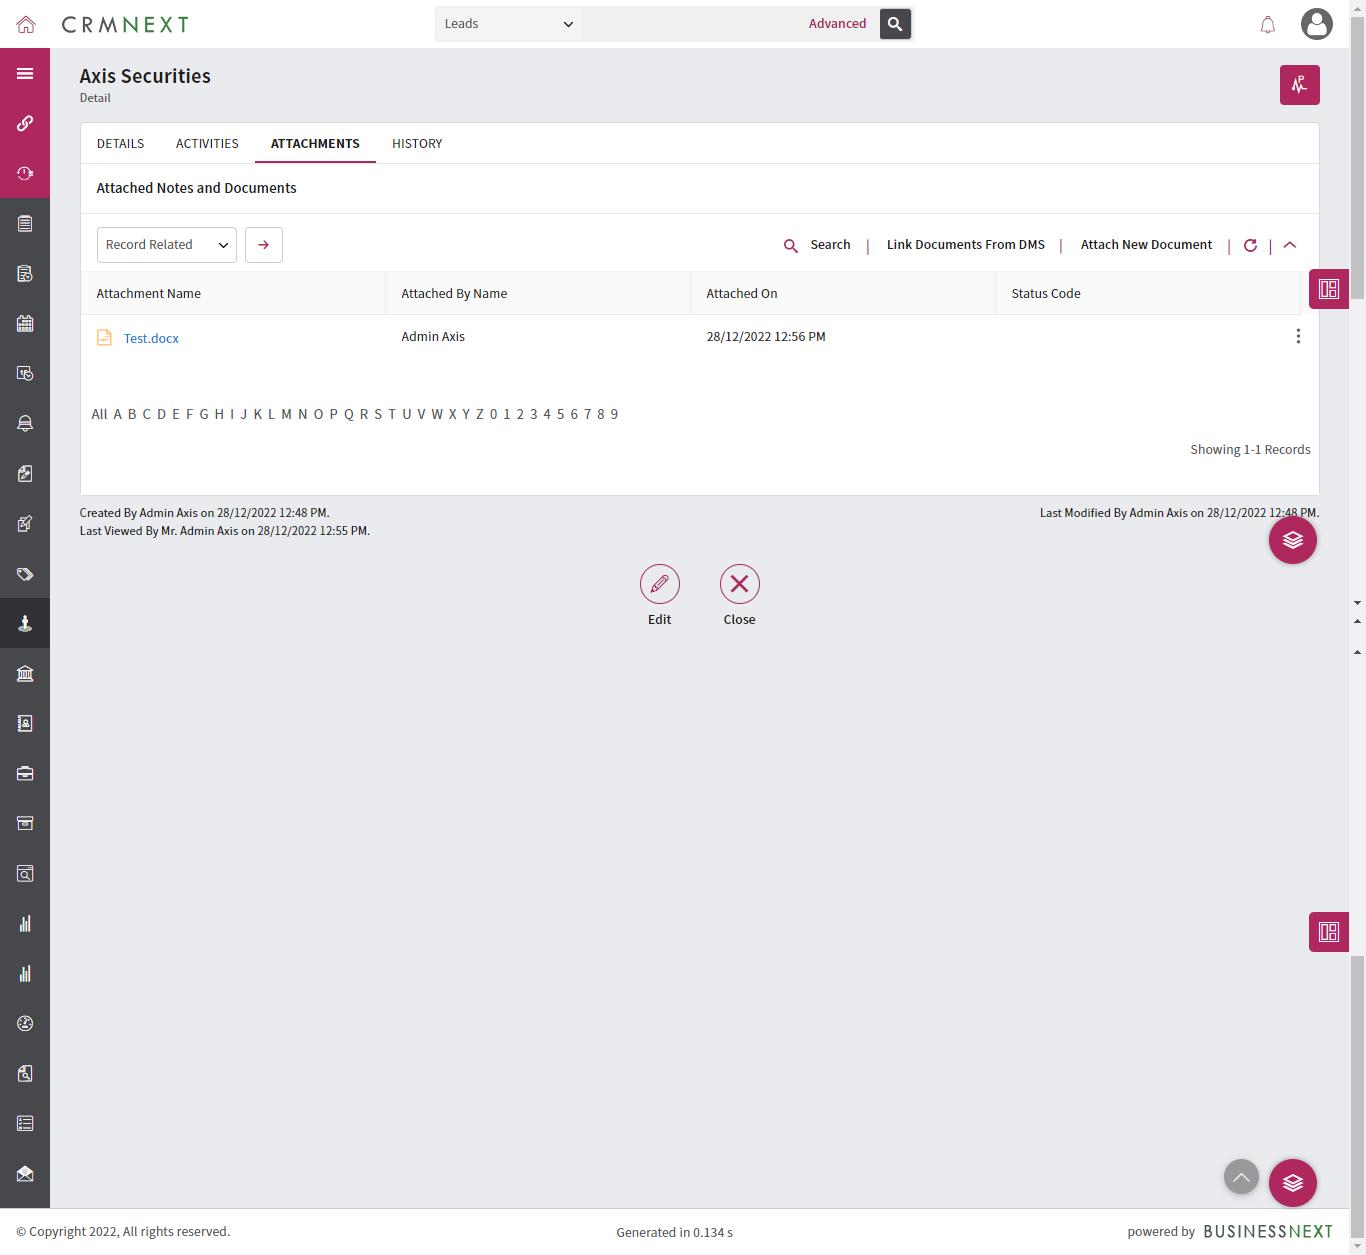 CRMNEXT
Leads
Advanced
Axis Securities
Detail
DETAILS ACTIVITIES ATTACHMENTS HISTORY
Attached Notes and Documents
Record Related
Search | Link Documents From DMS | Attach New Document | |
Attachment Name Attached By Name Attached On Status Code
Test.docx Admin Axis 28/12/2022 12:56 PM
All A B C D E F G H I J K L M N O P Q R S T U V W X Y Z 0 1 2 3 4 5 6 7 8 9
Showing 1-1 Records
Created By Admin Axis on 28/12/2022 12:48 PM. Last Modified By Admin Axis on 28/12/2022 12:48 PM.
Last Viewed By Mr. Admin Axis on 28/12/2022 12:55 PM.
Edit Close
© Copyright 2022, All rights reserved. Generated in 0.134 s powered by BUSINESSNEXT